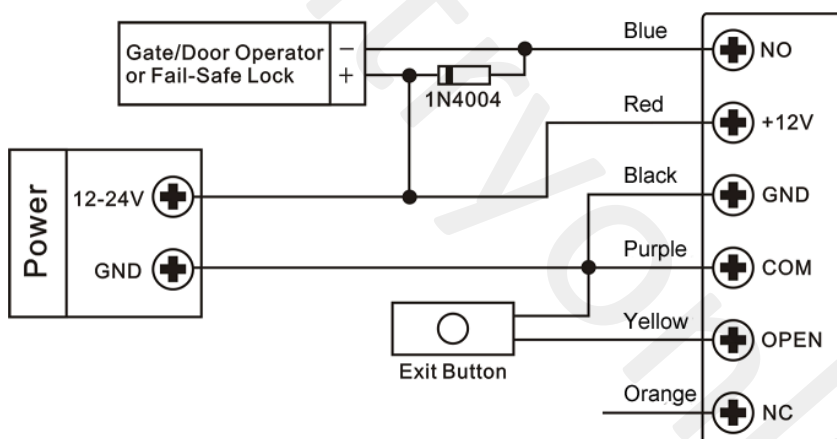 Gate/Door Operator
or Fail-Safe Lock
−
+
1N4004
Blue
NO
Red
+12V
Black
GND
Purple
COM
Yellow
OPEN
Orange
NC
Power
12-24V
GND
Exit Button